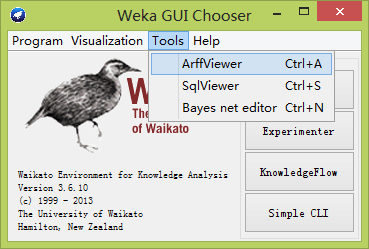 Weka GUI Chooser
Program Visualization Tools Help
ArffViewer Ctrl+A
SqlViewer Ctrl+S
Bayes net editor Ctrl+N
W
The
of Waikato
Experimenter
KnowledgeFlow
Simple CLI
Waikato Environment for Knowledge Analysis
Version 3.6.10
(c) 1999 - 2013
The University of Waikato
Hamilton, New Zealand